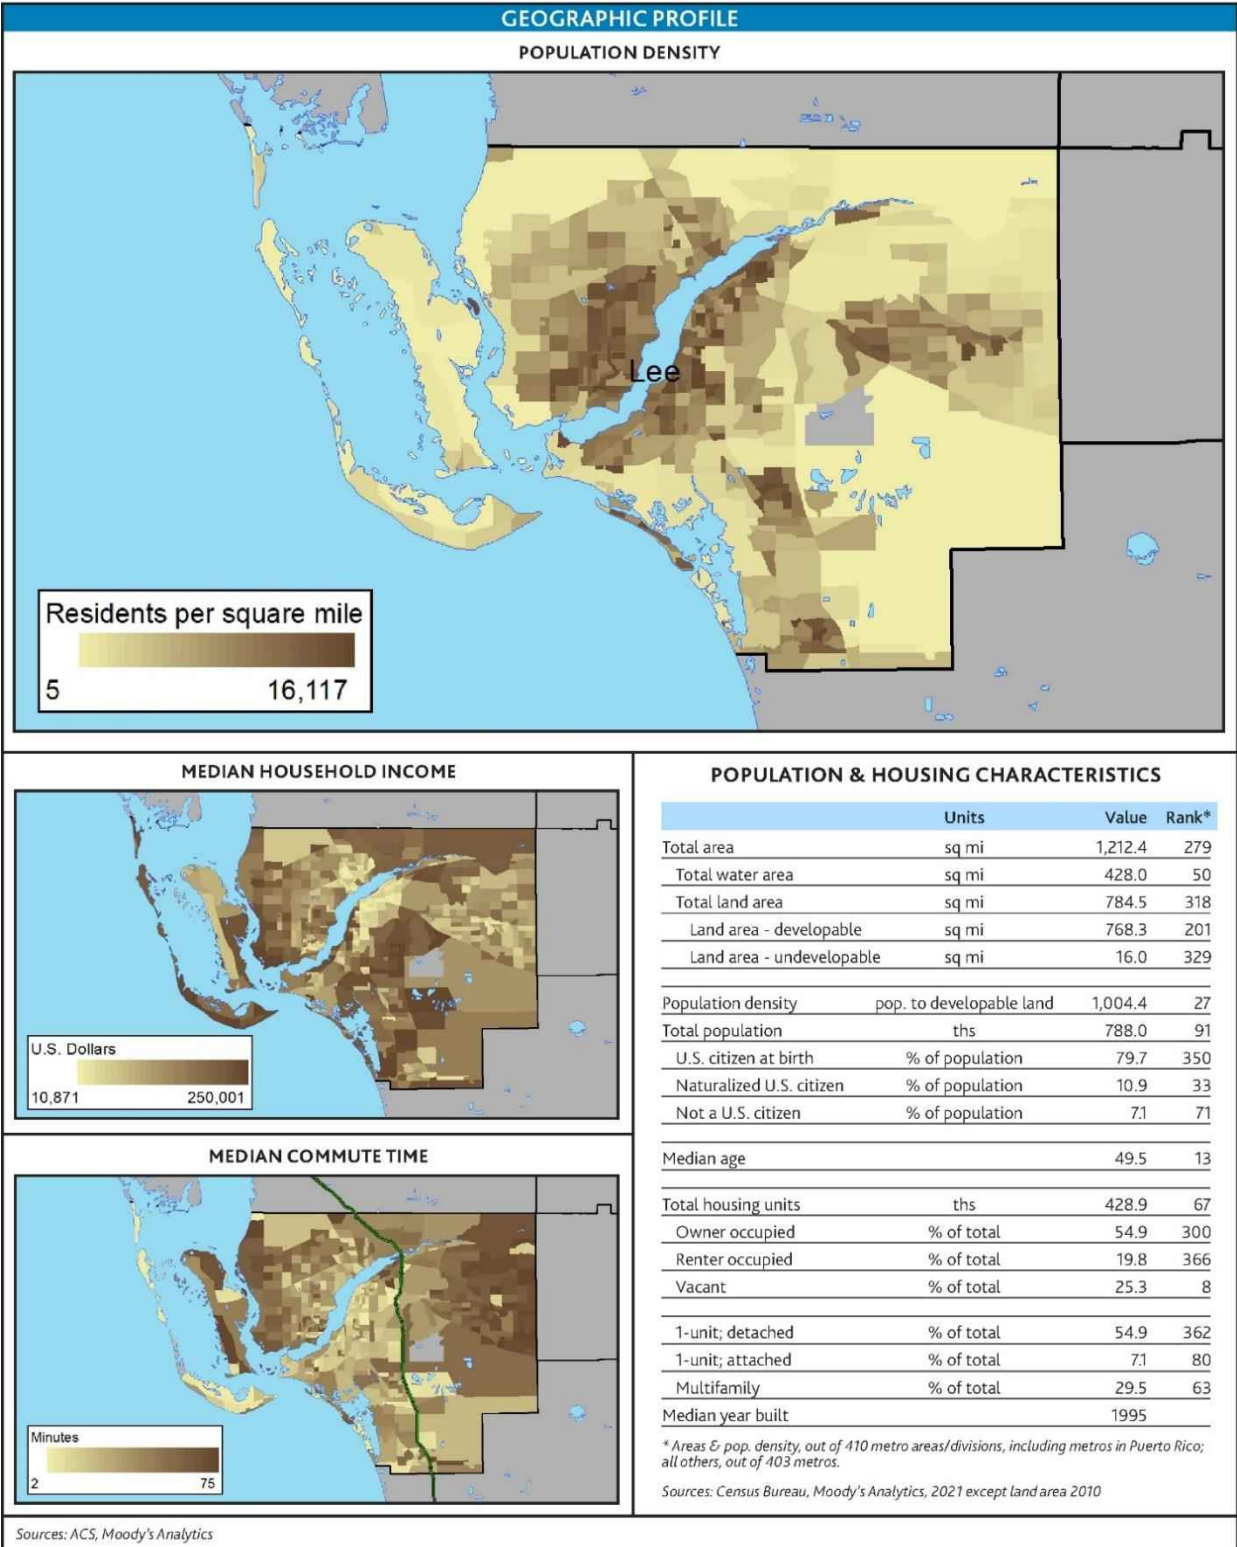 GEOGRAPHIC PROFILE
POPULATION DENSITY
Lee
Residents per square mile
5 16,117
MEDIAN HOUSEHOLD INCOME
U.S. Dollars
10,871 250,001
MEDIAN COMMUTE TIME
Minutes
2 75
POPULATION & HOUSING CHARACTERISTICS
Units Value Rank*
Total area sq mi 1,212.4 279
Total water area sq mi 428.0 50
Total land area sq mi 784.5 318
Land area - developable sq mi 768.3 201
Land area - undevelopable sq mi 16.0 329
Population density pop. to developable land 1,004.4 27
Total population ths 788.0 91
U.S. citizen at birth % of population 79.7 350
Naturalized U.S. citizen % of population 10.9 33
Not a U.S. citizen % of population 7.1 71
Median age 49.5 13
Total housing units ths 428.9 67
Owner occupied % of total 54.9 300
Renter occupied % of total 19.8 366
Vacant % of total 25.3 8
1-unit; detached % of total 54.9 362
1-unit; attached % of total 7.1 80
Multifamily % of total 29.5 63
Median year built 1995
* Areas & pop. density, out of 410 metro areas/divisions, including metros in Puerto Rico;
all others, out of 403 metros.
Sources: Census Bureau, Moody's Analytics, 2021 except land area 2010
Sources: ACS, Moody's Analytics